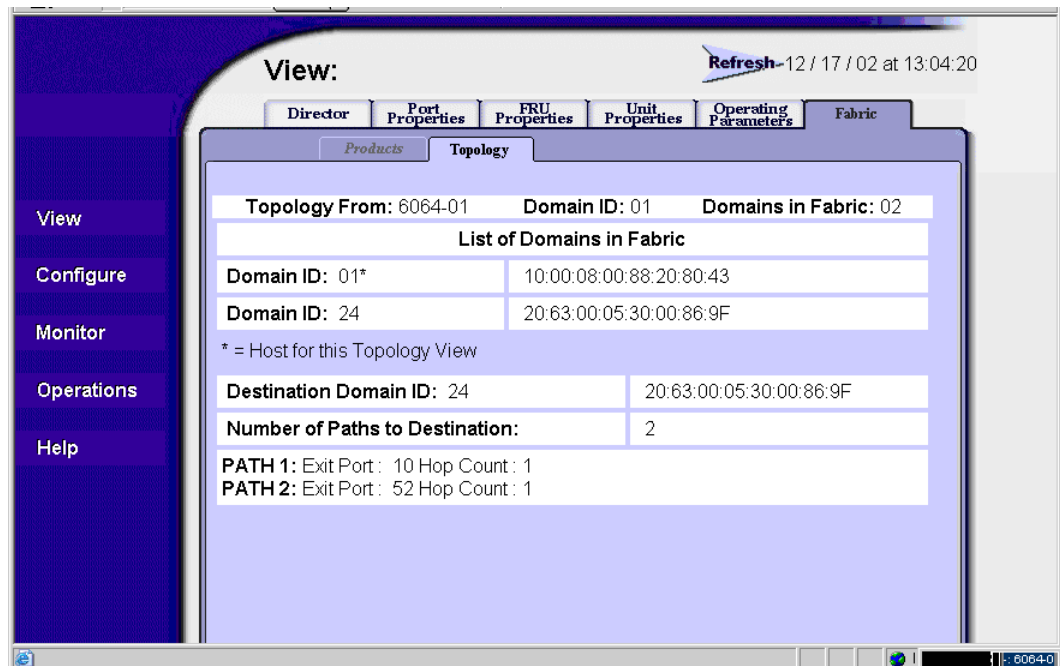 View:
Refresh-12 / 17 / 02 at 13:04:20
Director
Port Properties
FRU Properties
Unit Properties
Operating Parameters
Fabric
Products
Topology
Topology From: 6064-01 Domain ID: 01 Domains in Fabric: 02
List of Domains in Fabric
Domain ID: 01* 10:00:08:00:88:20:80:43
Domain ID: 24 20:63:00:05:30:00:86:9F
* = Host for this Topology View
Destination Domain ID: 24 20:63:00:05:30:00:86:9F
Number of Paths to Destination: 2
PATH 1: Exit Port : 10 Hop Count : 1
PATH 2: Exit Port : 52 Hop Count : 1
View
Configure
Monitor
Operations
Help